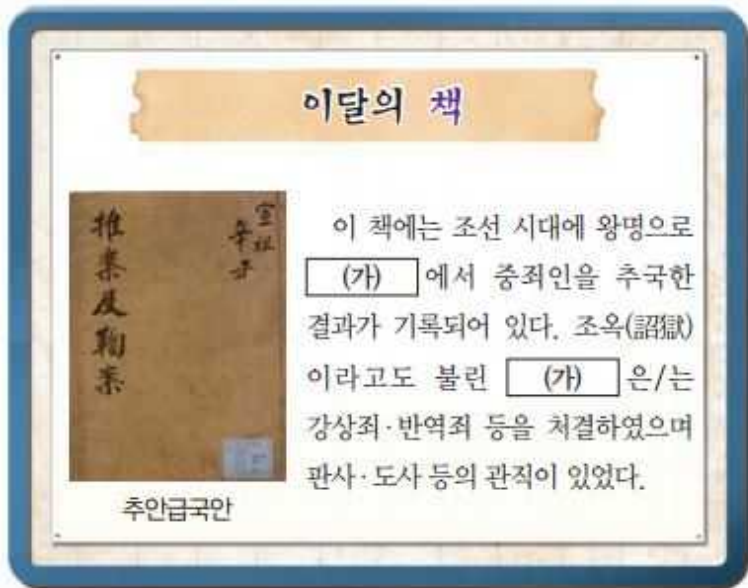 이달의 책
推案及鞫案
宣祖
辛丑
이 책에는 조선 시대에 왕명으로
(가) 에서 중죄인을 추국한
결과가 기록되어 있다. 조옥(詔獄)
이라고도 불린 (가) 은/는
강상죄·반역죄 등을 처결하였으며
판사·도사 등의 관직이 있었다.
추안급국안